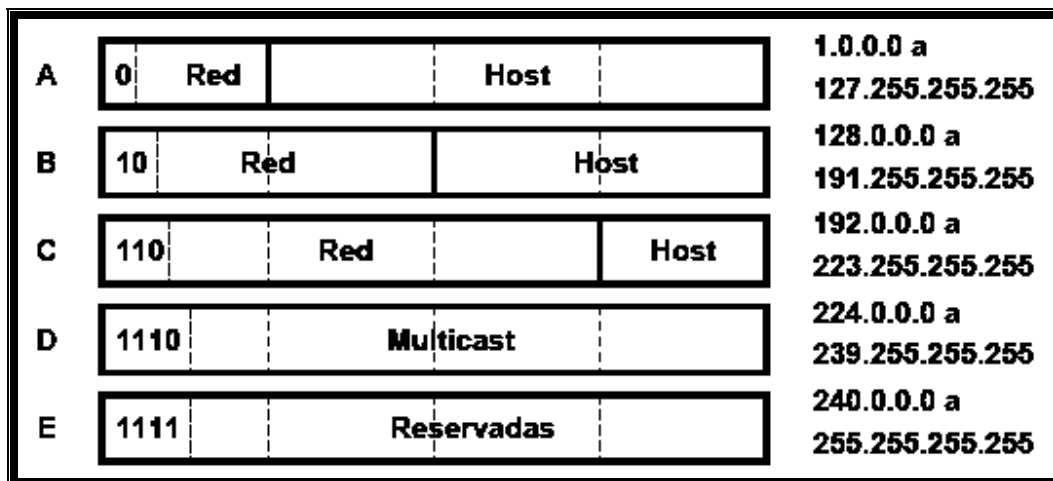 A 0 Red Host 1.0.0.0 a
127.255.255.255
B 10 Red Host 128.0.0.0 a
191.255.255.255
C 110 Red Host 192.0.0.0 a
223.255.255.255
D 1110 Multicast 224.0.0.0 a
239.255.255.255
E 1111 Reservadas 240.0.0.0 a
255.255.255.255